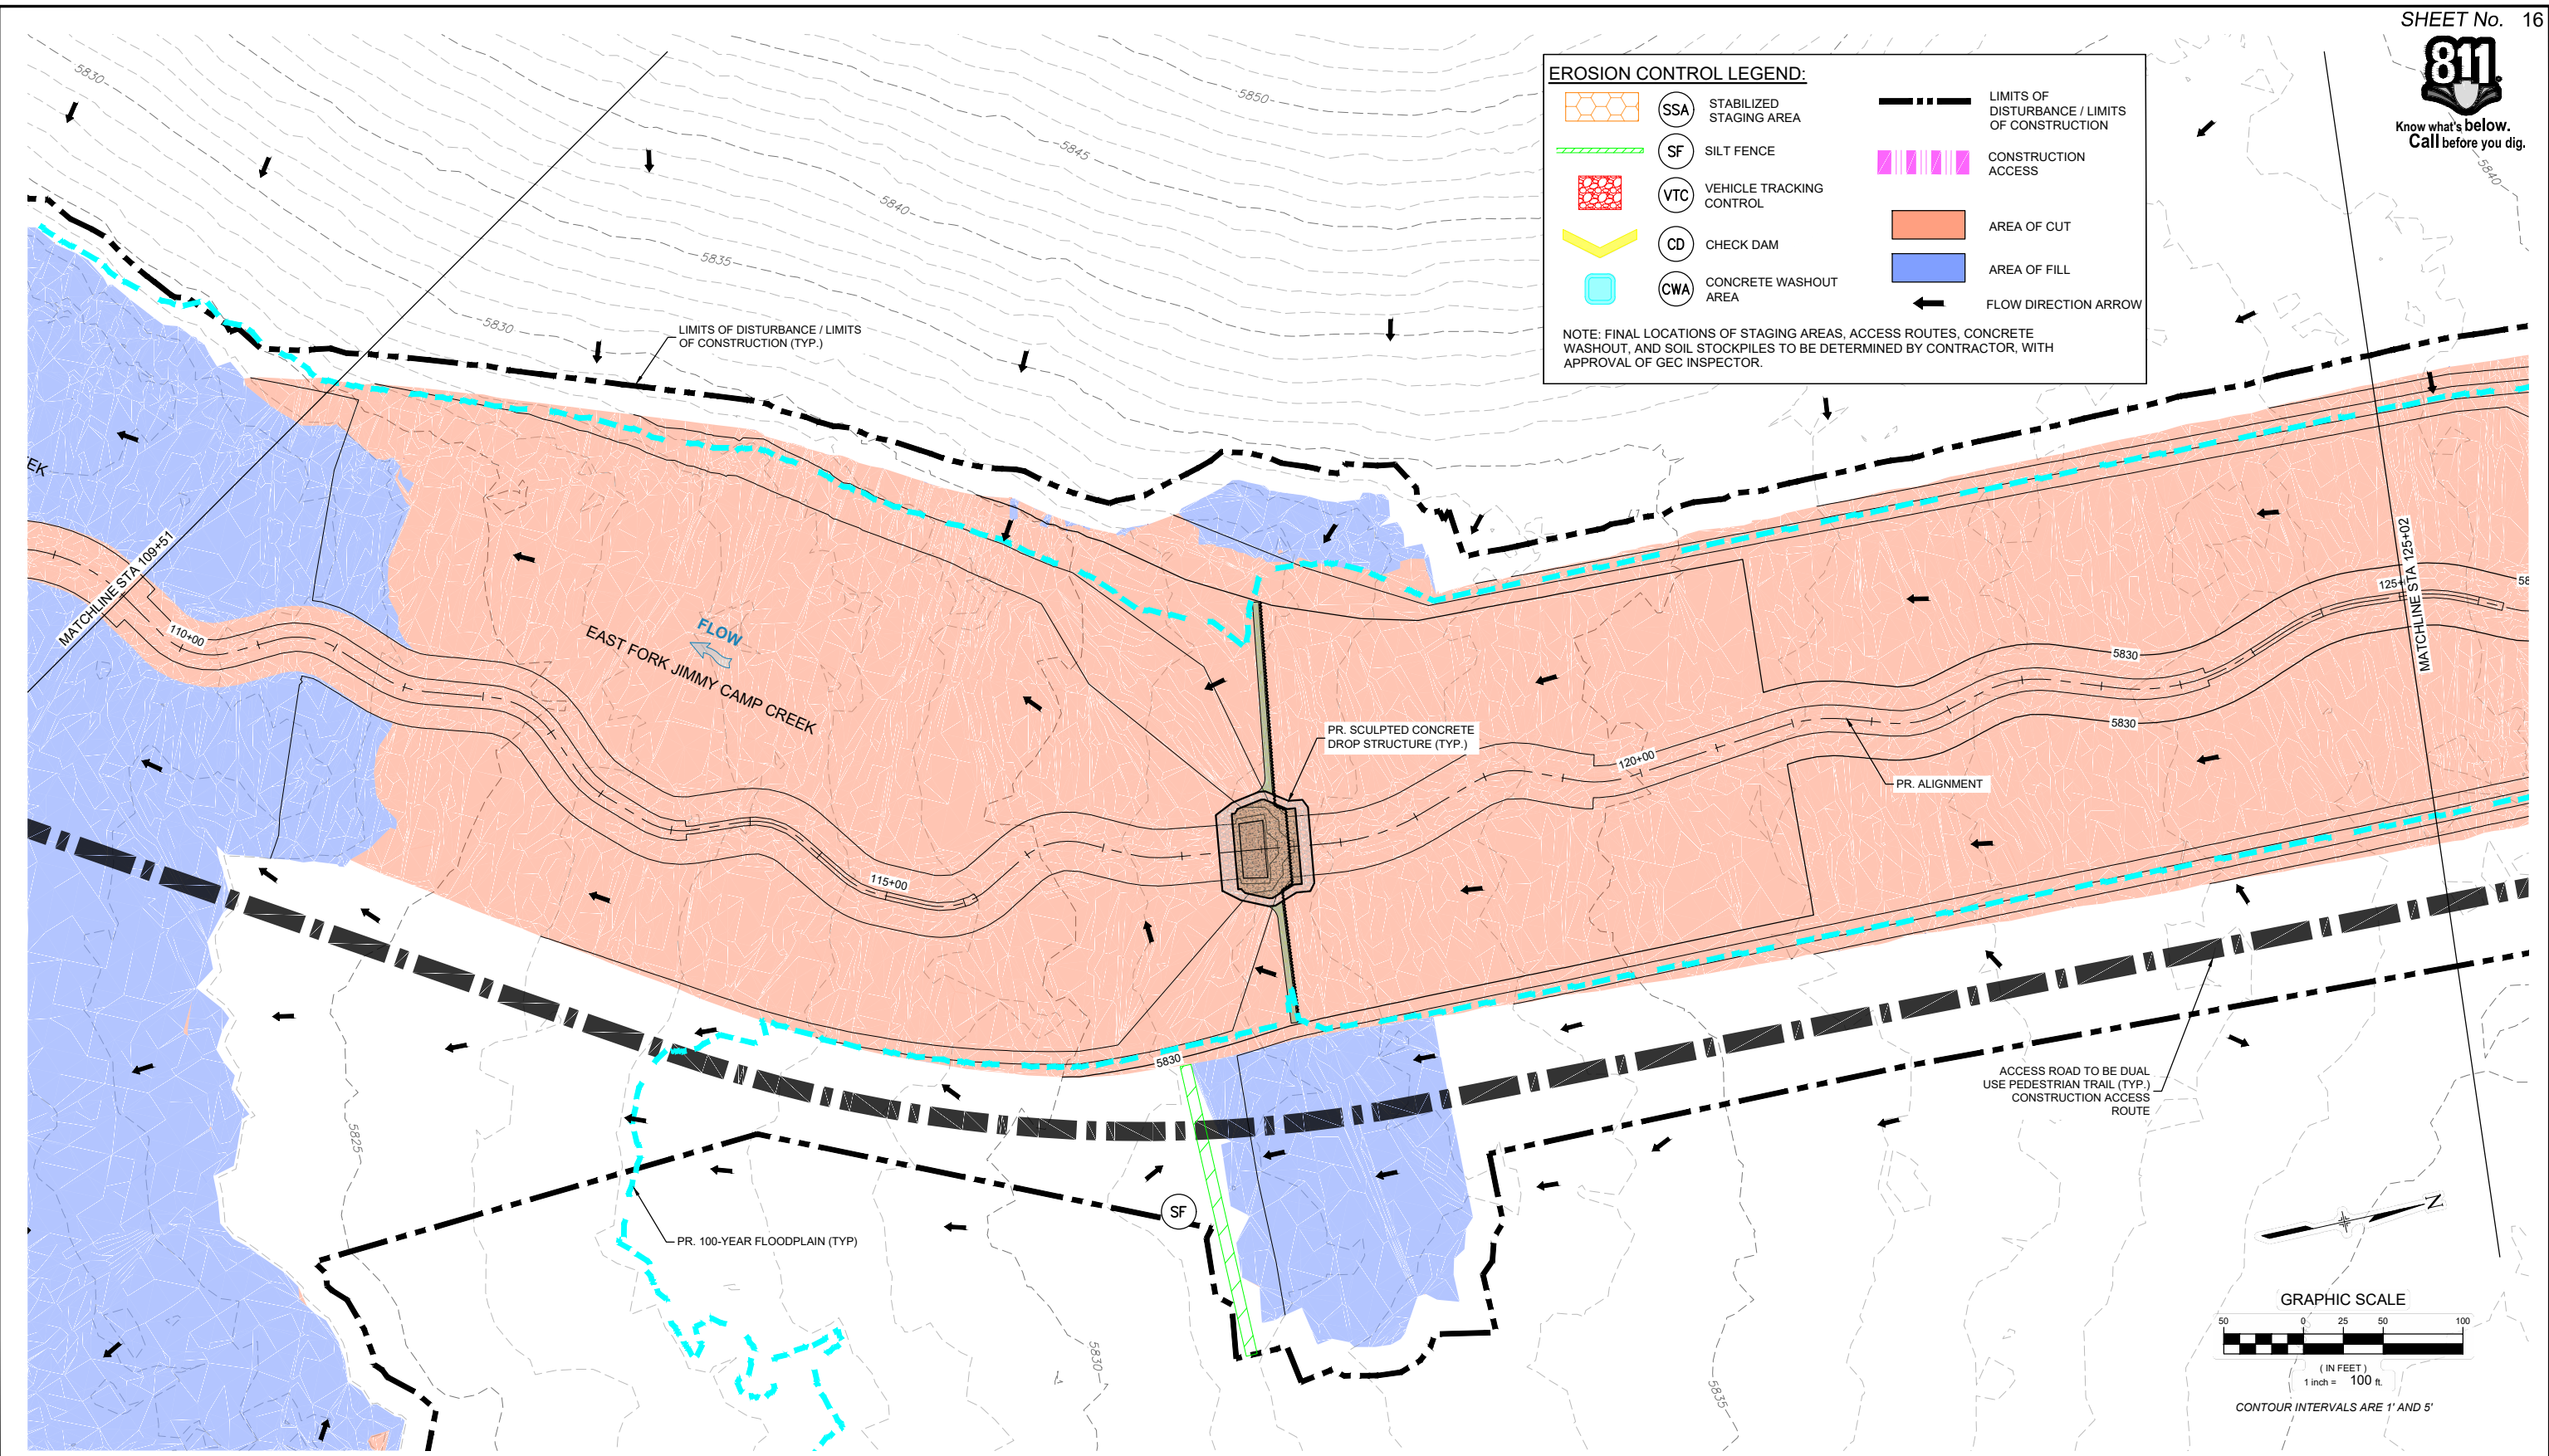 SHEET No. 16
811
Know what's below.
Call before you dig.
EROSION CONTROL LEGEND:
SSA
STABILIZED
STAGING AREA
SF
SILT FENCE
VTC
VEHICLE TRACKING
CONTROL
CD
CHECK DAM
CWA
CONCRETE WASHOUT
AREA
LIMITS OF
DISTURBANCE / LIMITS
OF CONSTRUCTION
CONSTRUCTION
ACCESS
AREA OF CUT
AREA OF FILL
FLOW DIRECTION ARROW
NOTE: FINAL LOCATIONS OF STAGING AREAS, ACCESS ROUTES, CONCRETE
WASHOUT, AND SOIL STOCKPILES TO BE DETERMINED BY CONTRACTOR, WITH
APPROVAL OF GEC INSPECTOR.
5830
5850
5845
5840
5835
5830
5840
LIMITS OF DISTURBANCE / LIMITS
OF CONSTRUCTION (TYP.)
EK
MATCHLINE STA 109+51
110+00
FLOW
EAST FORK JIMMY CAMP CREEK
115+00
PR. SCULPTED CONCRETE
DROP STRUCTURE (TYP.)
120+00
PR. ALIGNMENT
5830
5830
125+
58
MATCHLINE STA 125+02
5830
ACCESS ROAD TO BE DUAL
USE PEDESTRIAN TRAIL (TYP.)
CONSTRUCTION ACCESS
ROUTE
5825
SF
PR. 100-YEAR FLOODPLAIN (TYP)
5830
5835
N
GRAPHIC SCALE
50 0 25 50 100
( IN FEET )
1 inch = 100 ft.
CONTOUR INTERVALS ARE 1' AND 5'